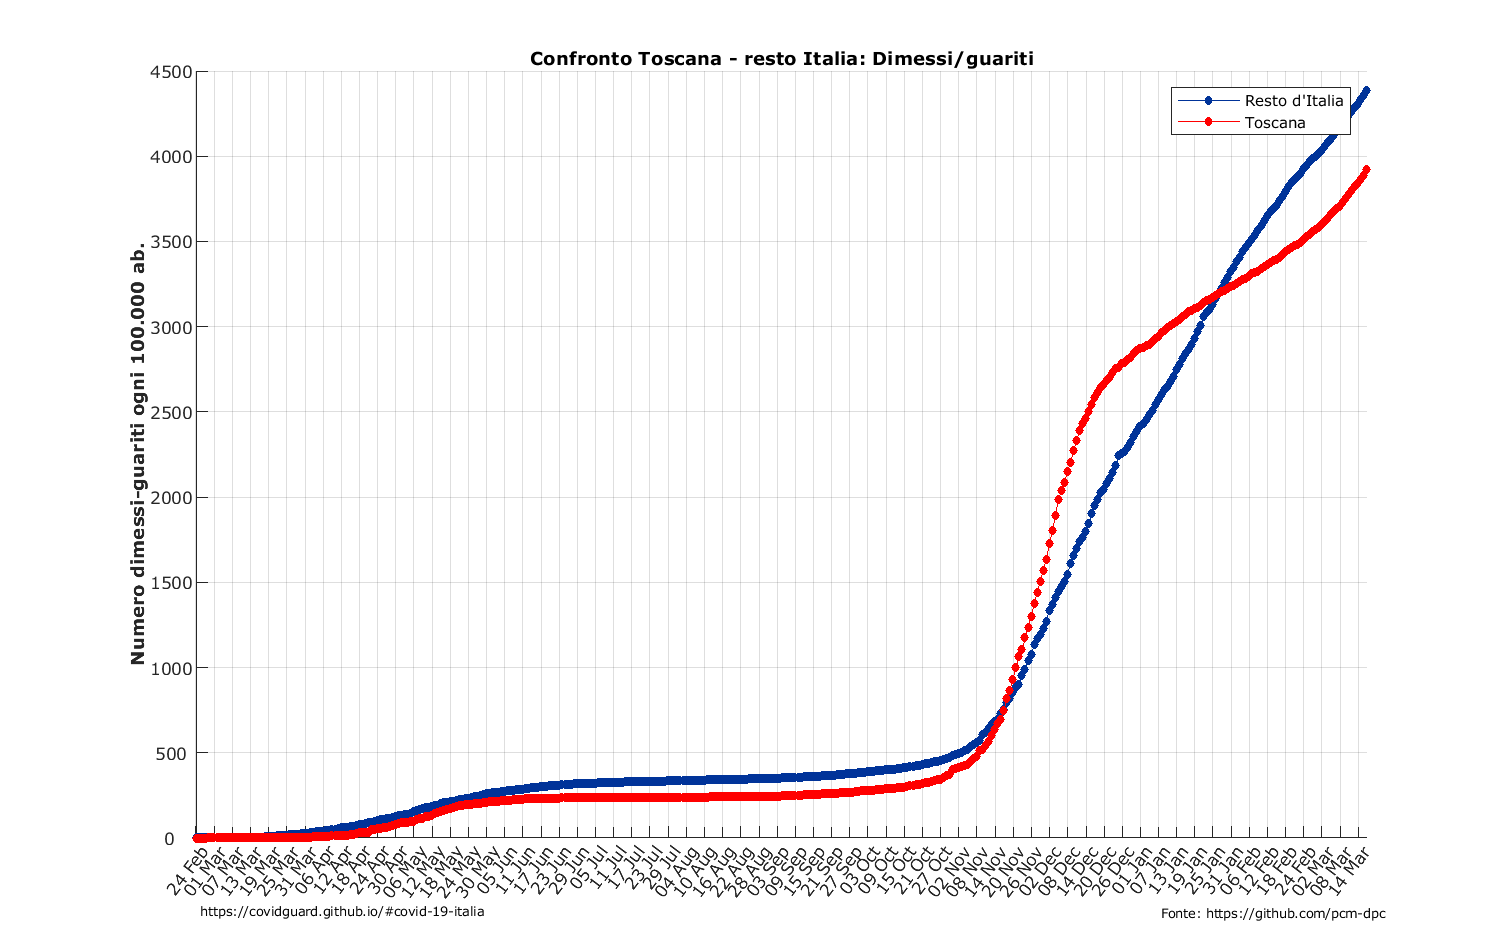 Confronto Toscana - resto Italia: Dimessi/guariti
Numero dimessi-guariti ogni 100.000 ab.
4500
4000
3500
3000
2500
2000
1500
1000
500
0
Resto d'Italia
Toscana
24 Feb
01 Mar
07 Mar
13 Mar
19 Mar
25 Mar
31 Mar
06 Apr
12 Apr
18 Apr
24 Apr
30 Apr
06 May
12 May
18 May
24 May
30 May
05 Jun
11 Jun
17 Jun
23 Jun
29 Jun
05 Jul
11 Jul
17 Jul
23 Jul
29 Jul
04 Aug
10 Aug
16 Aug
22 Aug
28 Aug
03 Sep
09 Sep
15 Sep
21 Sep
27 Sep
03 Oct
09 Oct
15 Oct
21 Oct
27 Oct
02 Nov
08 Nov
14 Nov
20 Nov
26 Nov
02 Dec
08 Dec
14 Dec
20 Dec
26 Dec
01 Jan
07 Jan
13 Jan
19 Jan
25 Jan
31 Jan
06 Feb
12 Feb
18 Feb
24 Feb
02 Mar
08 Mar
14 Mar
https://covidguard.github.io/#covid-19-italia
Fonte: https://github.com/pcm-dpc